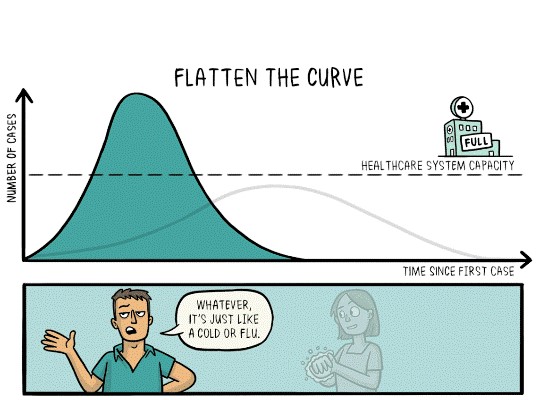 FLATTEN THE CURVE
NUMBER OF CASES
FULL
HEALTHCARE SYSTEM CAPACITY
TIME SINCE FIRST CASE
WHATEVER,
IT'S JUST LIKE
A COLD OR FLU.